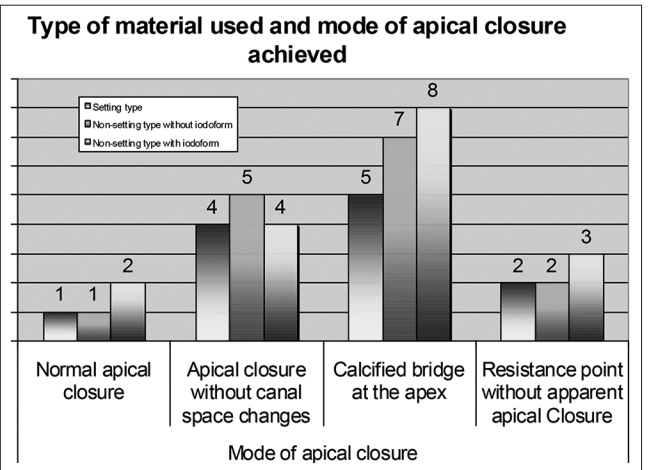 Type of material used and mode of apical closure
achieved
Setting type
Non-setting type without iodoform
Non-setting type with iodoform
1
1
2
4
5
4
5
7
8
2
2
3
Normal apical
closure
Apical closure
without canal
space changes
Calcified bridge
at the apex
Resistance point
without apparent
apical Closure
Mode of apical closure